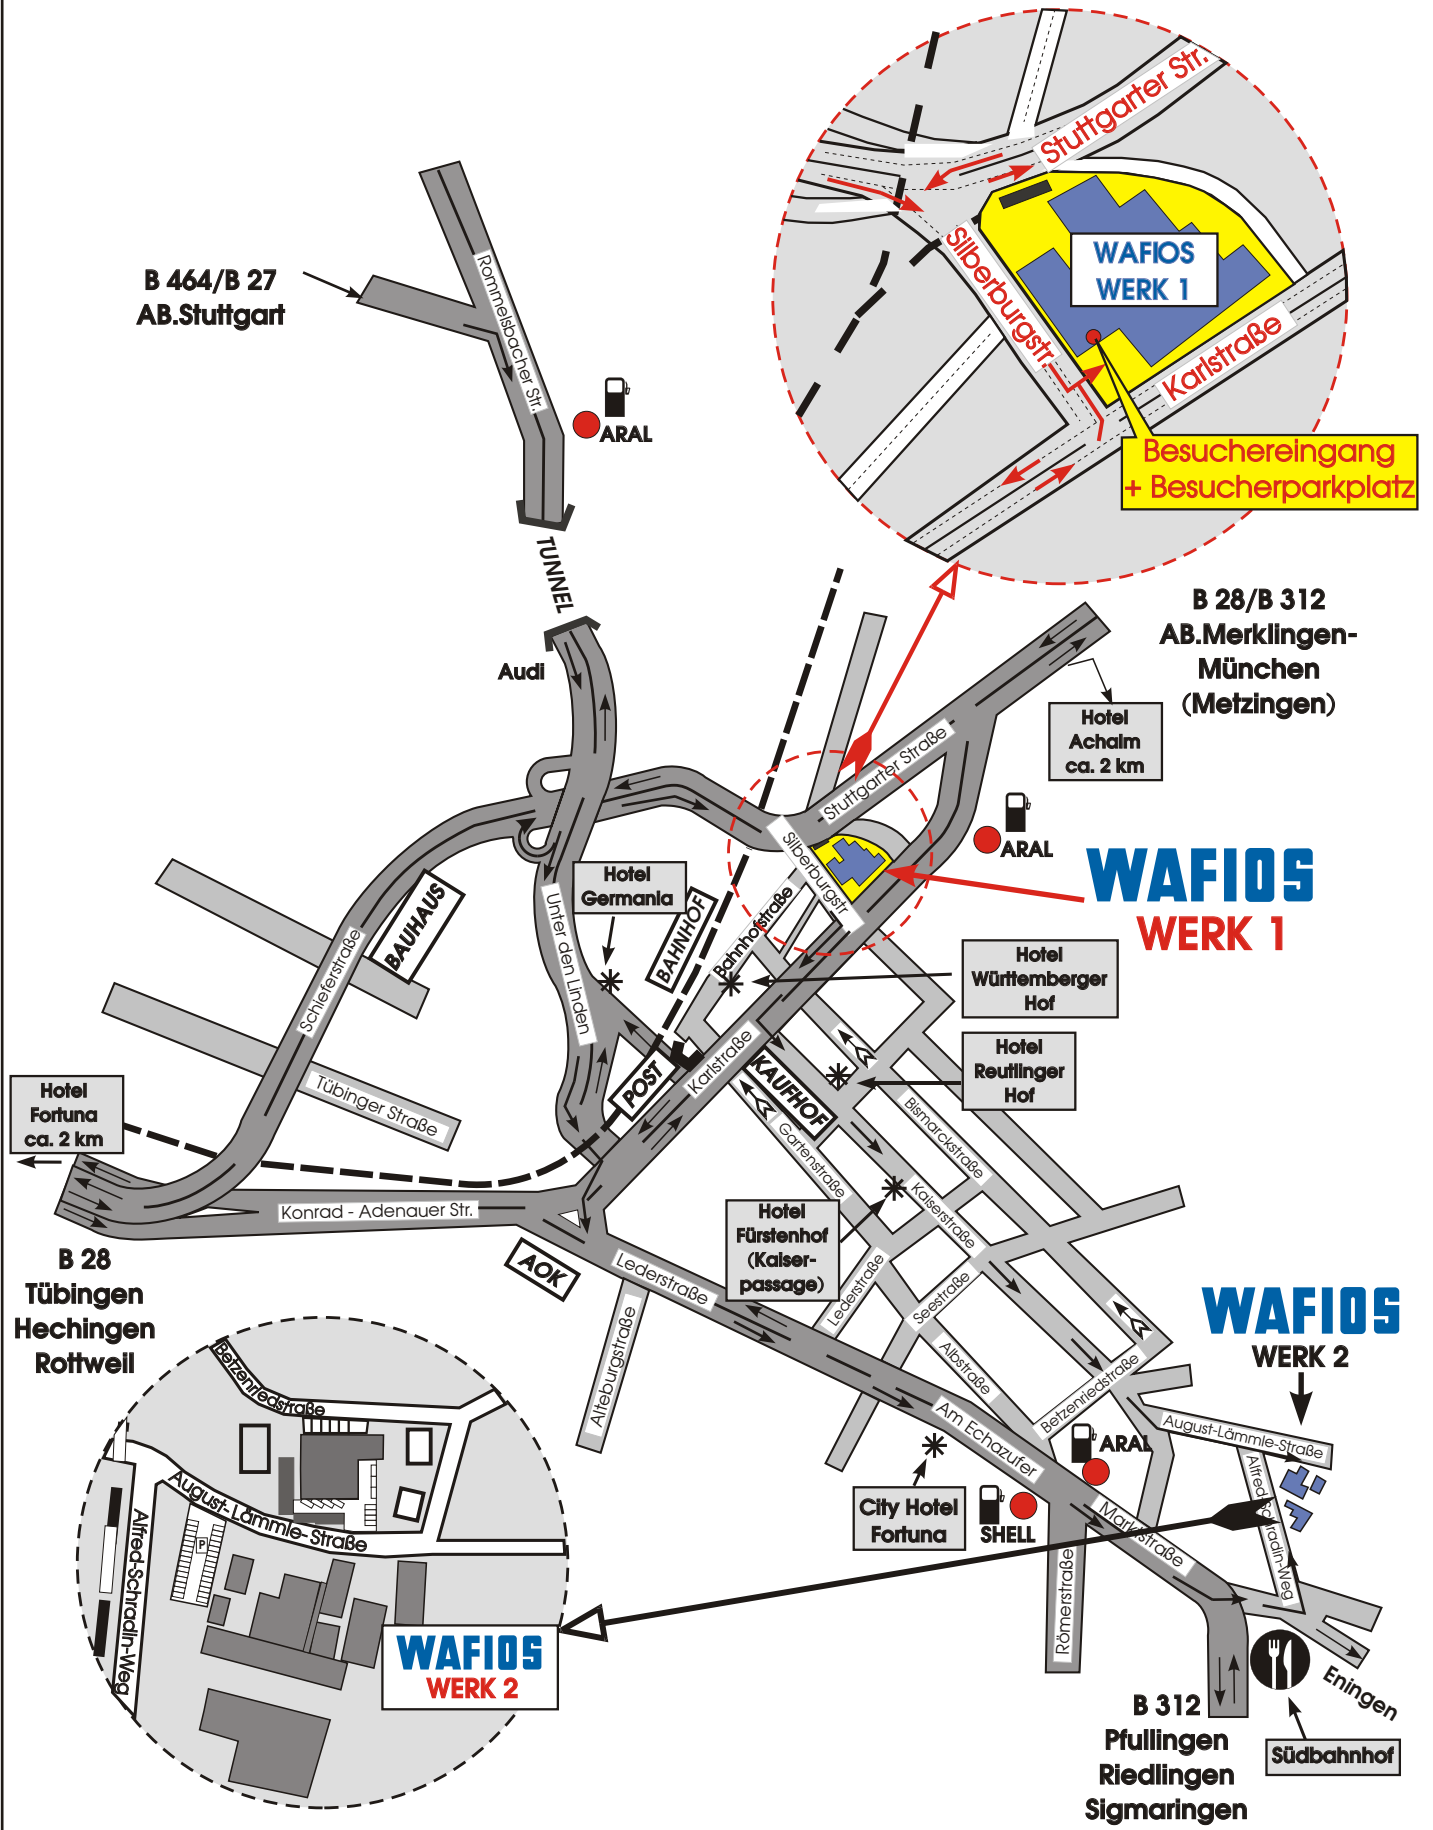 Stuttgarter Str.
Silberburgstr.
WAFIOS
WERK 1
Karlstraße
Besuchereingang
+ Besucherparkplatz
B 464/B 27
AB.Stuttgart
Rommelsbacher Str.
ARAL
TUNNEL
Audi
B 28/B 312
AB.Merklingen-
München
(Metzingen)
Hotel
Achalm
ca. 2 km
Stuttgarter Straße
Silberburgstr.
ARAL
WAFIOS
WERK 1
Hotel
Germania
BAHNHOF
Bahnhofstraße
BAUHAUS
Unter den Linden
Schieferstraße
Hotel
Württemberger
Hof
Hotel
Reutlinger
Hof
Karlstraße
KAUFHOF
POST
Tübinger Straße
Hotel
Fortuna
ca. 2 km
Gartenstraße
Bismarckstraße
Kaiserstraße
Konrad - Adenauer Str.
Hotel
Fürstenhof
(Kaiser-
passage)
B 28
Tübingen
Hechingen
Rottweil
AOK
Lederstraße
Lederstraße
Seestraße
Alteburgstraße
Albstraße
Betzenriedstraße
WAFIOS
WERK 2
August-Lämmle-Straße
Alfred-Schradin-Weg
Am Echazufer
ARAL
City Hotel
Fortuna
SHELL
Marktstraße
Römerstraße
Betzenriedstraße
August-Lämmle-Straße
Alfred-Schradin-Weg
P
WAFIOS
WERK 2
Eningen
B 312
Pfullingen
Riedlingen
Sigmaringen
Südbahnhof